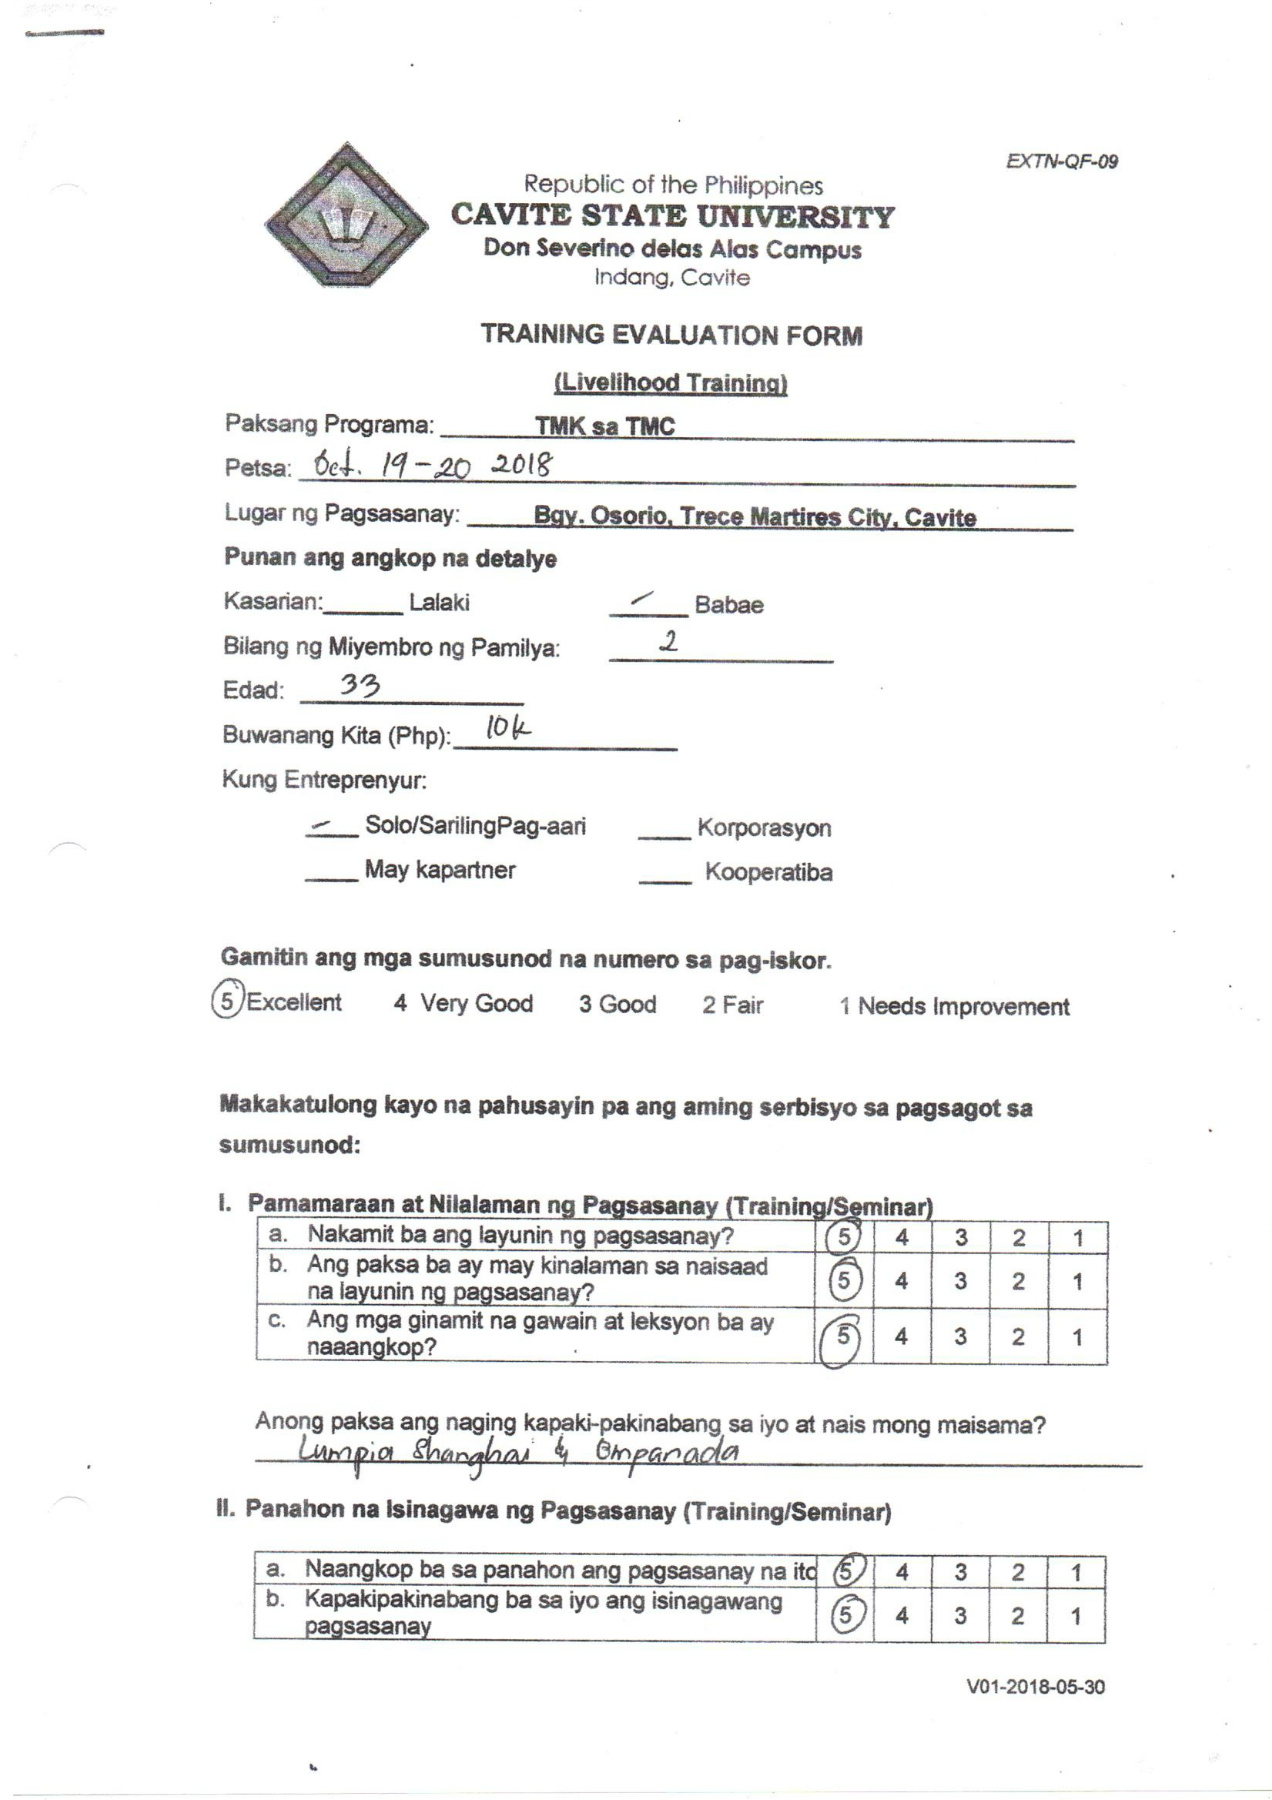 EXTN-QF-09
Republic of the Philippines
CAVITE STATE UNIVERSITY
Don Severino delas Alas Campus
Indang, Cavite
TRAINING EVALUATION FORM
(Livelihood Training)
Paksang Programa: TMK sa TMC
Petsa: Oct. 19-20 2018
Lugar ng Pagsasanay: Bgy. Osorio, Trece Martires City, Cavite
Punan ang angkop na detalye
Kasarian: Lalaki Babae
Bilang ng Miyembro ng Pamilya: 2
Edad: 33
Buwanang Kita (Php): 10k
Kung Entreprenyur:
Solo/SarilingPag-aari Korporasyon
May kapartner Kooperatiba
Gamitin ang mga sumusunod na numero sa pag-iskor.
5 Excellent 4 Very Good 3 Good 2 Fair 1 Needs Improvement
Makakatulong kayo na pahusayin pa ang aming serbisyo sa pagsagot sa
sumusunod:
I. Pamamaraan at Nilalaman ng Pagsasanay (Training/Seminar)
a. Nakamit ba ang layunin ng pagsasanay? 5 4 3 2 1
b. Ang paksa ba ay may kinalaman sa naisaad
na layunin ng pagsasanay? 5 4 3 2 1
c. Ang mga ginamit na gawain at leksyon ba ay
naaangkop? 5 4 3 2 1
Anong paksa ang naging kapaki-pakinabang sa iyo at nais mong maisama?
Lumpia Shanghai & Empanada
II. Panahon na Isinagawa ng Pagsasanay (Training/Seminar)
a. Naangkop ba sa panahon ang pagsasanay na ito 5 4 3 2 1
b. Kapakipakinabang ba sa iyo ang isinagawang
pagsasanay 5 4 3 2 1
V01-2018-05-30